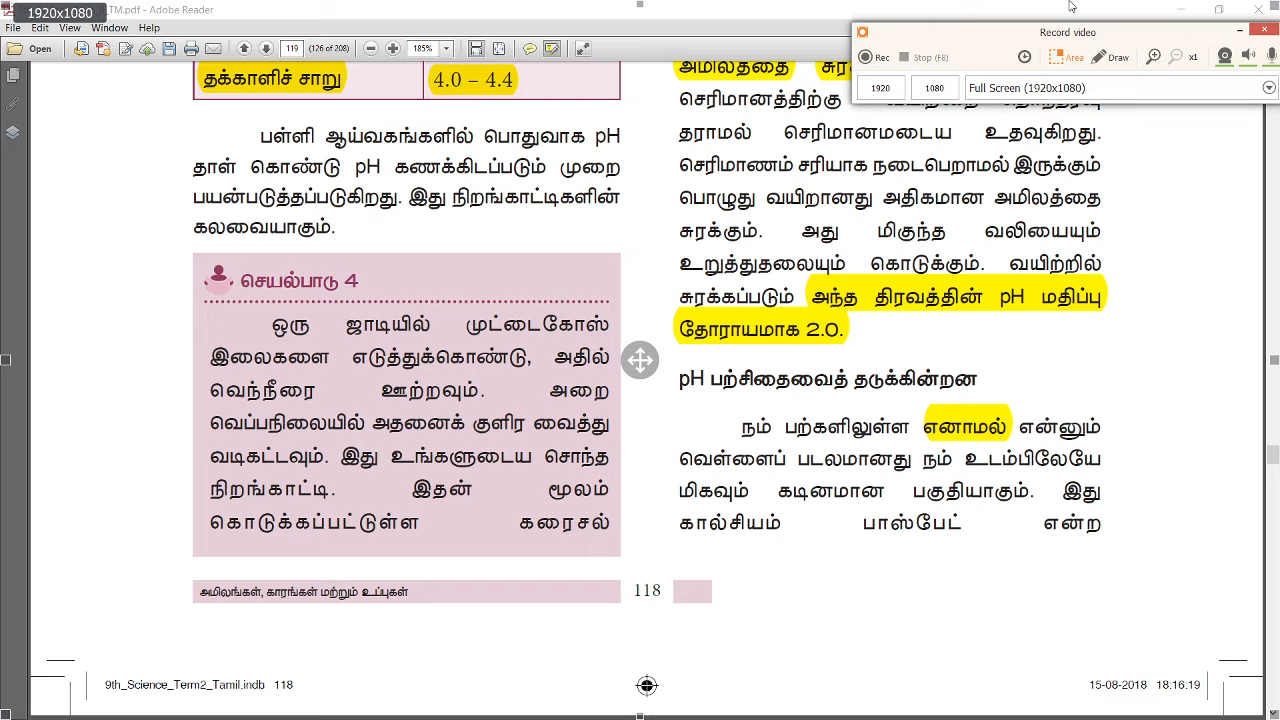 1920x1080
TM.pdf - Adobe Reader
File Edit View Window Help
Open 119 (126 of 208) 185%
Record video
Rec Stop (F8) Area Draw x1
1920 1080 Full Screen (1920x1080)
தக்காளிச் சாறு 4.0 – 4.4
பள்ளி ஆய்வகங்களில் பொதுவாக pH
தாள் கொண்டு pH கணக்கிடப்படும் முறை
பயன்படுத்தப்படுகிறது. இது நிறங்காட்டிகளின்
கலவையாகும்.
செயல்பாடு 4
ஒரு ஜாடியில் முட்டைகோஸ்
இலைகளை எடுத்துக்கொண்டு, அதில்
வெந்நீரை ஊற்றவும். அறை
வெப்பநிலையில் அதனைக் குளிர வைத்து
வடிகட்டவும். இது உங்களுடைய சொந்த
நிறங்காட்டி. இதன் மூலம்
கொடுக்கப்பட்டுள்ள கரைசல்
அமிலத்தை
செரிமானத்திற்கு
தராமல் செரிமானமடைய உதவுகிறது.
செரிமாணம் சரியாக நடைபெறாமல் இருக்கும்
பொழுது வயிறானது அதிகமான அமிலத்தை
சுரக்கும். அது மிகுந்த வலியையும்
உறுத்துதலையும் கொடுக்கும். வயிற்றில்
சுரக்கப்படும் அந்த திரவத்தின் pH மதிப்பு
தோராயமாக 2.0.
pH பற்சிதைவைத் தடுக்கின்றன
நம் பற்களிலுள்ள எனாமல் என்னும்
வெள்ளைப் படலமானது நம் உடம்பிலேயே
மிகவும் கடினமான பகுதியாகும். இது
கால்சியம் பாஸ்பேட் என்ற
அமிலங்கள், காரங்கள் மற்றும் உப்புகள் 118
9th_Science_Term2_Tamil.indb 118 15-08-2018 18:16:19